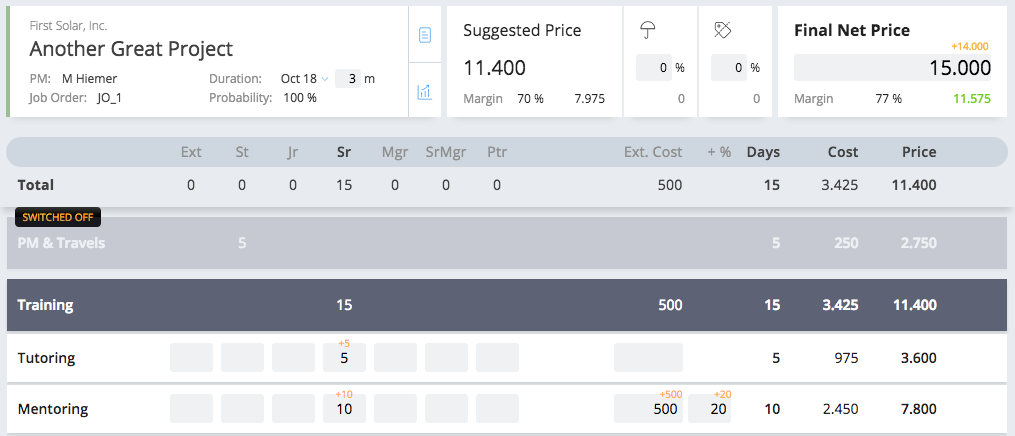 First Solar, Inc.
Another Great Project
PM: M Hiemer Duration: Oct 18 3 m
Job Order: JO_1 Probability: 100 %
Suggested Price
11.400
Margin 70 % 7.975
0 %
0
0 %
0
Final Net Price
+14.000
15.000
Margin 77 % 11.575
Ext St Jr Sr Mgr SrMgr Ptr Ext. Cost + % Days Cost Price
Total 0 0 0 15 0 0 0 500 15 3.425 11.400
SWITCHED OFF
PM & Travels 5 5 250 2.750
Training 15 500 15 3.425 11.400
+5
Tutoring 5 5 975 3.600
+10 +500 +20
Mentoring 10 500 20 10 2.450 7.800